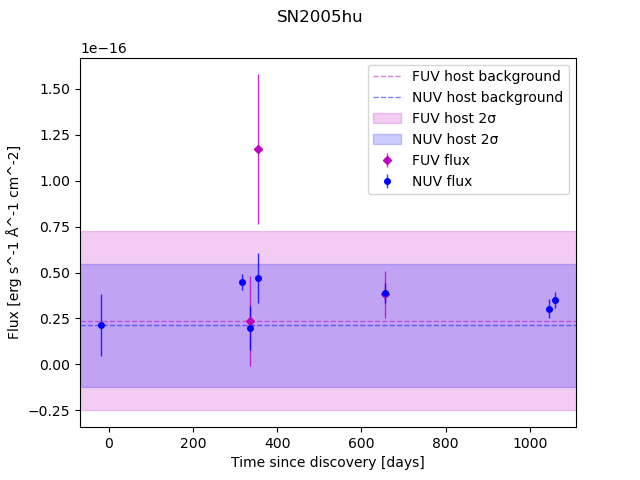 SN2005hu
1e−16
FUV host background
NUV host background
FUV host 2σ
NUV host 2σ
FUV flux
NUV flux
1.50
1.25
1.00
0.75
0.50
0.25
0.00
−0.25
Flux [erg s^-1 Å^-1 cm^-2]
0 200 400 600 800 1000
Time since discovery [days]